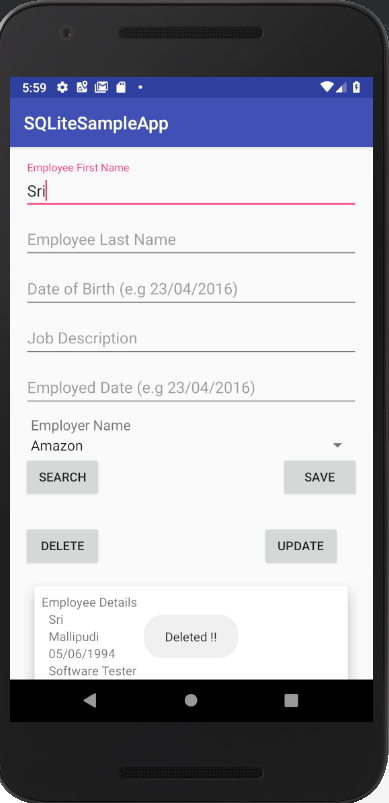 5:59
SQLiteSampleApp
Employee First Name
Sri
Employee Last Name
Date of Birth (e.g 23/04/2016)
Job Description
Employed Date (e.g 23/04/2016)
Employer Name
Amazon
SEARCH SAVE
DELETE UPDATE
Employee Details
Sri
Mallipudi
05/06/1994
Software Tester
Deleted !!